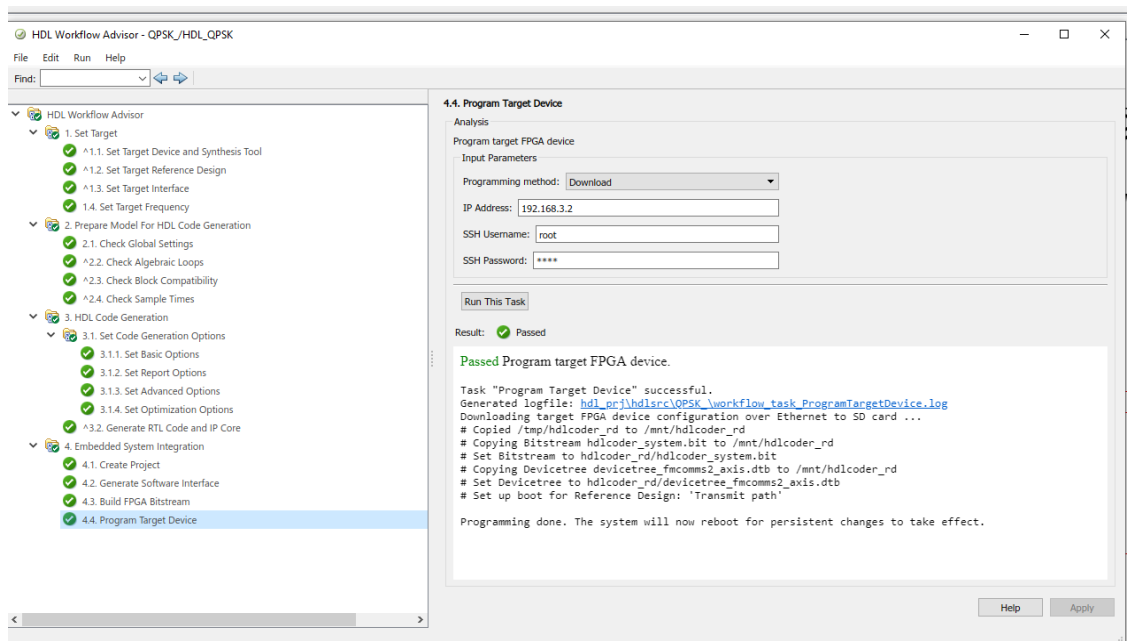 HDL Workflow Advisor - QPSK_/HDL_QPSK
File Edit Run Help
Find:
HDL Workflow Advisor
1. Set Target
^1.1. Set Target Device and Synthesis Tool
^1.2. Set Target Reference Design
^1.3. Set Target Interface
1.4. Set Target Frequency
2. Prepare Model For HDL Code Generation
2.1. Check Global Settings
^2.2. Check Algebraic Loops
^2.3. Check Block Compatibility
^2.4. Check Sample Times
3. HDL Code Generation
3.1. Set Code Generation Options
3.1.1. Set Basic Options
3.1.2. Set Report Options
3.1.3. Set Advanced Options
3.1.4. Set Optimization Options
^3.2. Generate RTL Code and IP Core
4. Embedded System Integration
4.1. Create Project
4.2. Generate Software Interface
4.3. Build FPGA Bitstream
4.4. Program Target Device
4.4. Program Target Device
Analysis
Program target FPGA device
Input Parameters
Programming method: Download
IP Address: 192.168.3.2
SSH Username: root
SSH Password: ****
Run This Task
Result: Passed
Passed Program target FPGA device.
Task "Program Target Device" successful.
Generated logfile: hdl_prj\hdlsrc\QPSK_\workflow_task_ProgramTargetDevice.log
Downloading target FPGA device configuration over Ethernet to SD card ...
# Copied /tmp/hdlcoder_rd to /mnt/hdlcoder_rd
# Copying Bitstream hdlcoder_system.bit to /mnt/hdlcoder_rd
# Set Bitstream to hdlcoder_rd/hdlcoder_system.bit
# Copying Devicetree devicetree_fmcomms2_axis.dtb to /mnt/hdlcoder_rd
# Set Devicetree to hdlcoder_rd/devicetree_fmcomms2_axis.dtb
# Set up boot for Reference Design: 'Transmit path'
Programming done. The system will now reboot for persistent changes to take effect.
Help Apply